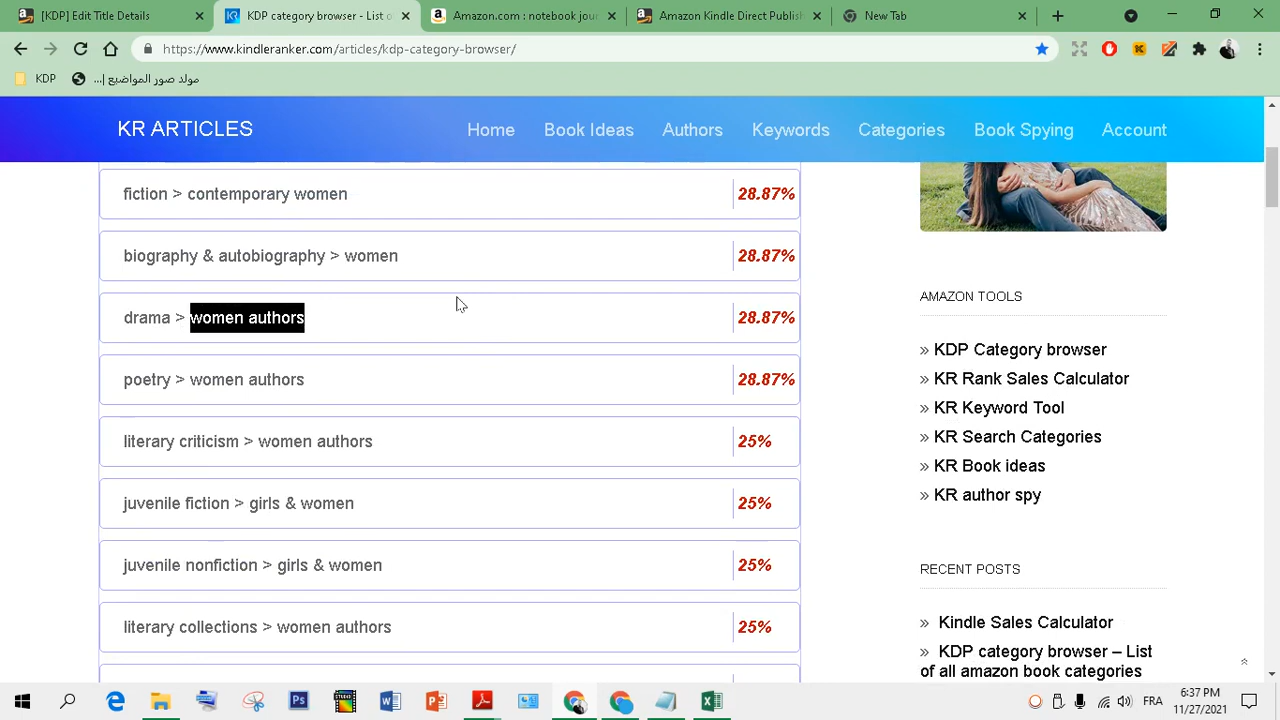 [KDP] Edit Title Details
KDP category browser - List of
Amazon.com : notebook jou
Amazon Kindle Direct Publish
New Tab
https://www.kindleranker.com/articles/kdp-category-browser/
KDP
مولد صور المواضيع |...
KR ARTICLES
Home
Book Ideas
Authors
Keywords
Categories
Book Spying
Account
fiction > contemporary women
28.87%
biography & autobiography > women
28.87%
drama > women authors
28.87%
poetry > women authors
28.87%
literary criticism > women authors
25%
juvenile fiction > girls & women
25%
juvenile nonfiction > girls & women
25%
literary collections > women authors
25%
AMAZON TOOLS
» KDP Category browser
» KR Rank Sales Calculator
» KR Keyword Tool
» KR Search Categories
» KR Book ideas
» KR author spy
RECENT POSTS
» Kindle Sales Calculator
» KDP category browser – List
of all amazon book categories
FRA
6:37 PM
11/27/2021